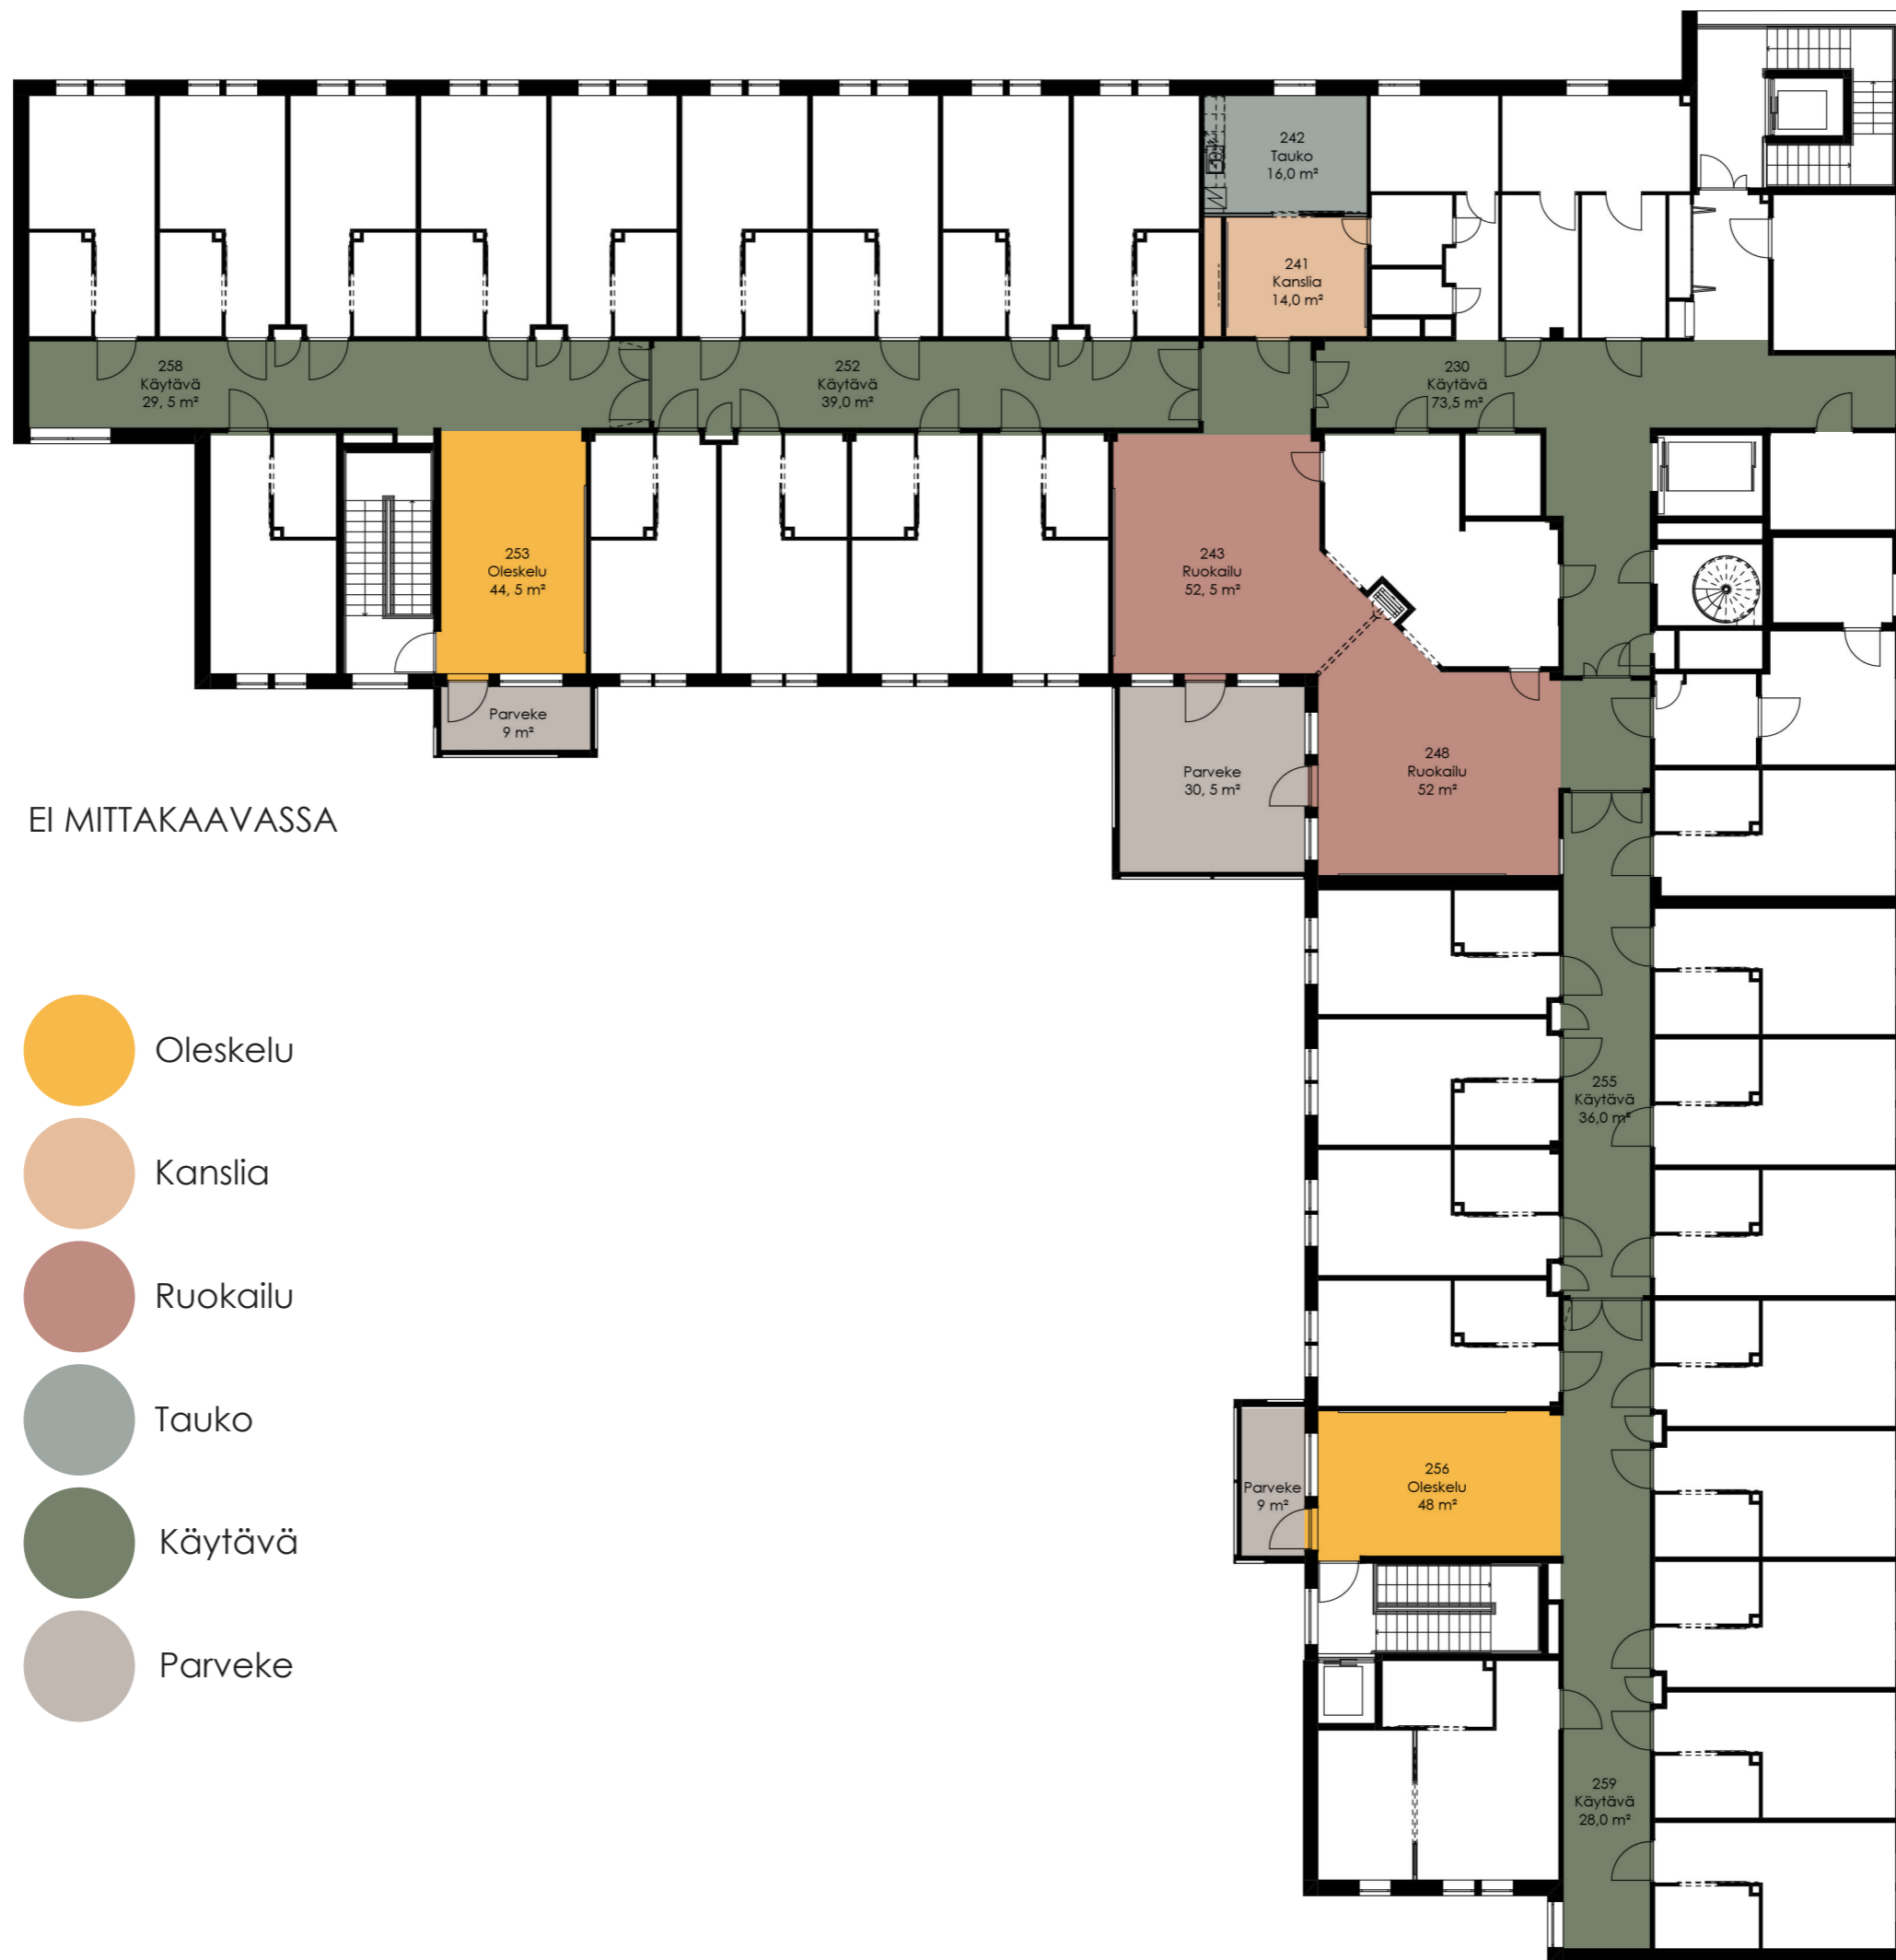 242
Tauko
16,0 m²
241
Kanslia
14,0 m²
258
Käytävä
29, 5 m²
252
Käytävä
39,0 m²
230
Käytävä
73,5 m²
253
Oleskelu
44, 5 m²
243
Ruokailu
52, 5 m²
Parveke
9 m²
248
Ruokailu
52 m²
Parveke
30, 5 m²
EI MITTAKAAVASSA
Oleskelu
Kanslia
Ruokailu
Tauko
Käytävä
Parveke
255
Käytävä
36,0 m²
256
Oleskelu
48 m²
Parveke
9 m²
259
Käytävä
28,0 m²